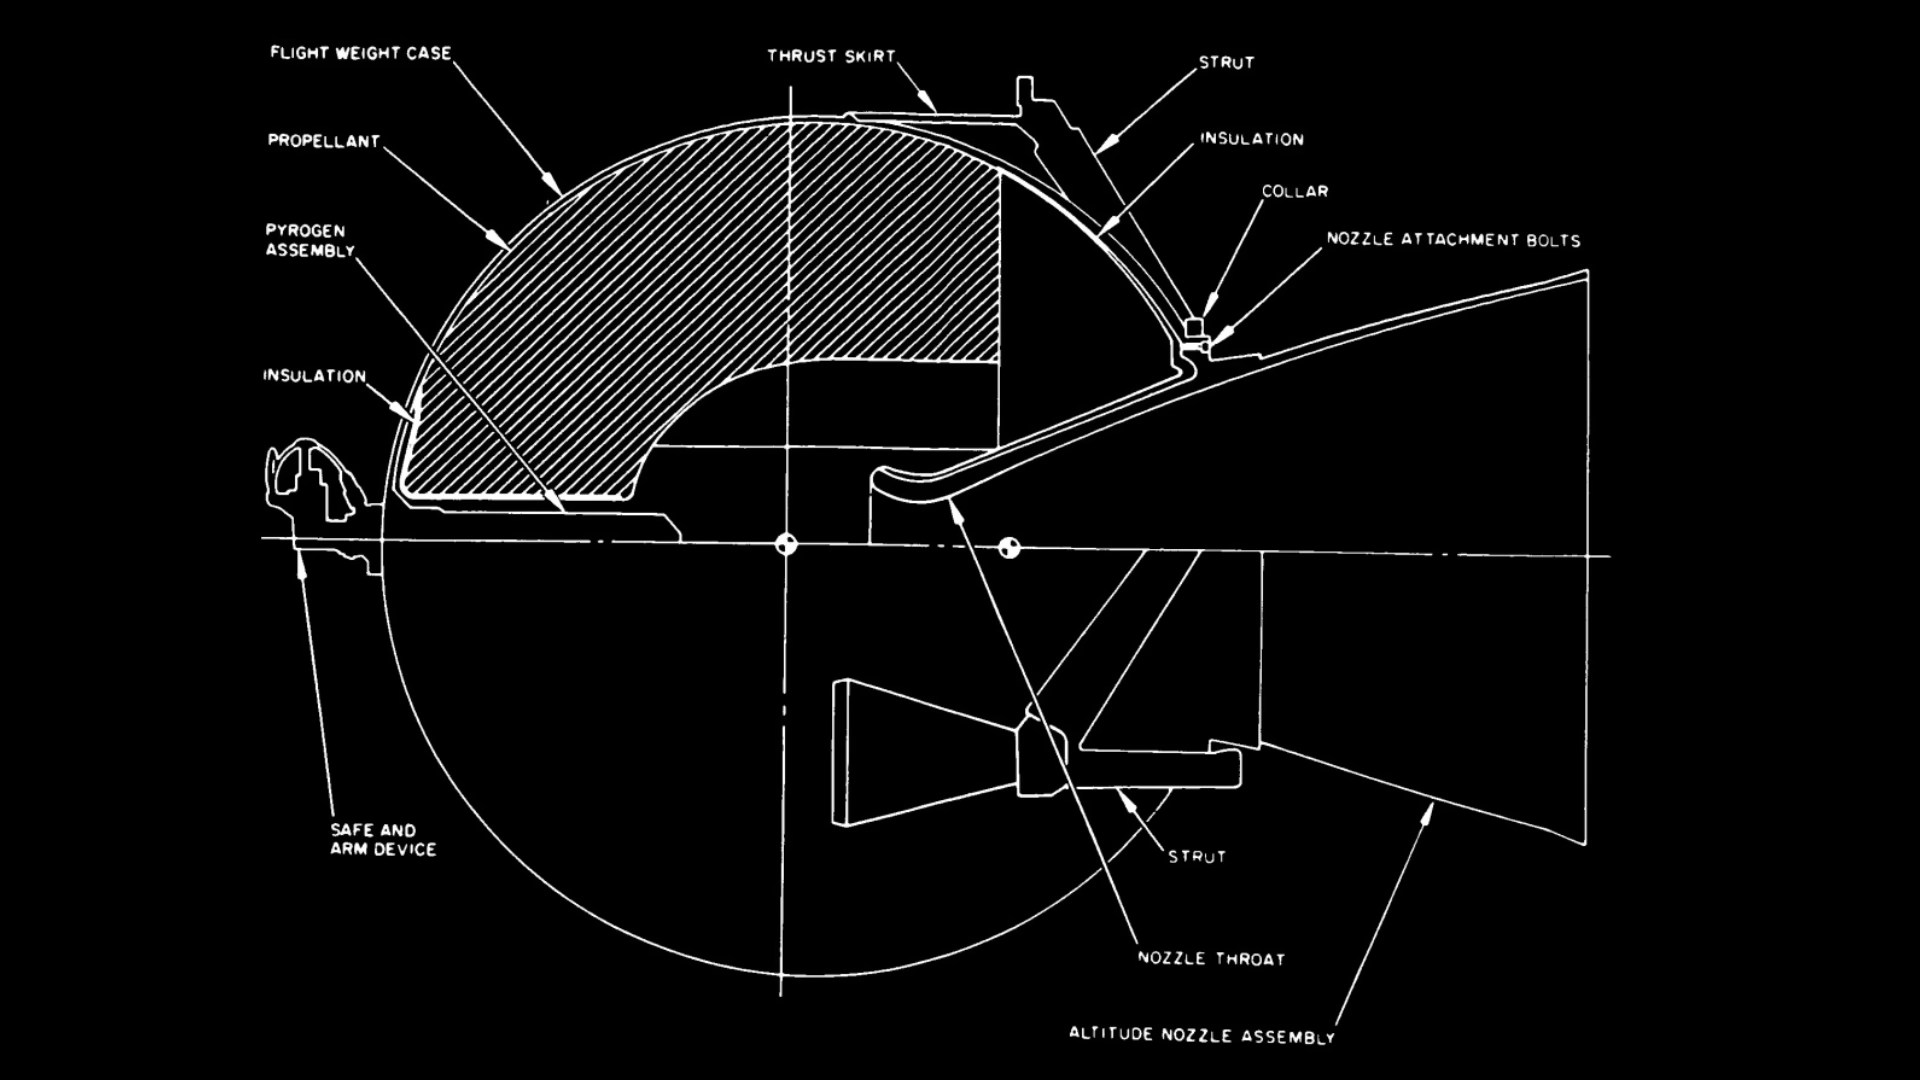 FLIGHT WEIGHT CASE
THRUST SKIRT
STRUT
PROPELLANT
INSULATION
COLLAR
PYROGEN
ASSEMBLY
NOZZLE ATTACHMENT BOLTS
INSULATION
SAFE AND
ARM DEVICE
STRUT
NOZZLE THROAT
ALTITUDE NOZZLE ASSEMBLY